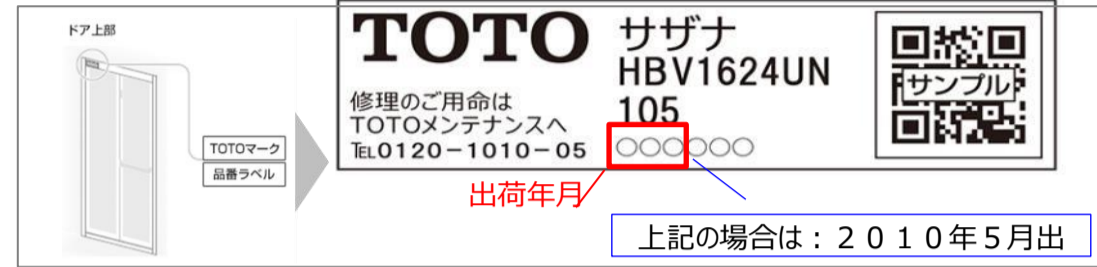 ドア上部
TOTOマーク
品番ラベル
TOTO
修理のご用命は
TOTOメンテナンスへ
℡0120-1010-05
サザナ
HBV1624UN
105
○○○○○○
サンプル
出荷年月
上記の場合は：２０１０年５月出